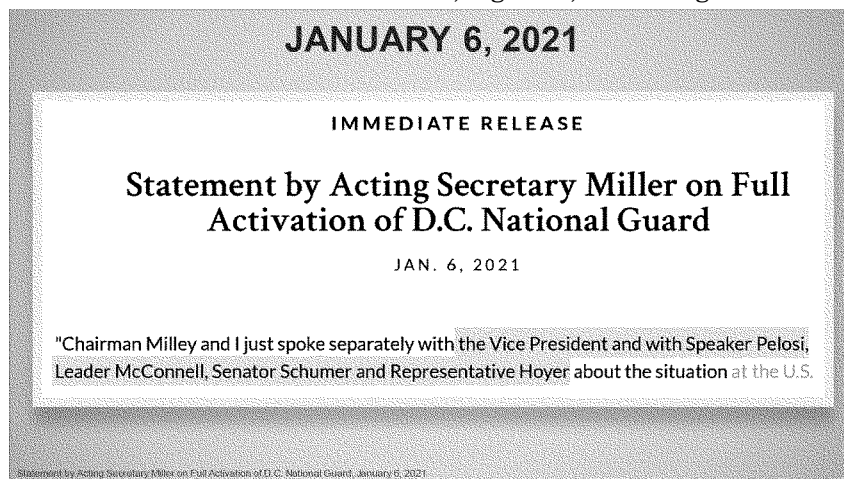 JANUARY 6, 2021
IMMEDIATE RELEASE
Statement by Acting Secretary Miller on Full
Activation of D.C. National Guard
JAN. 6, 2021
"Chairman Milley and I just spoke separately with the Vice President and with Speaker Pelosi,
Leader McConnell, Senator Schumer and Representative Hoyer about the situation at the U.S.
Statement by Acting Secretary Miller on Full Activation of D.C. National Guard, January 6, 2021